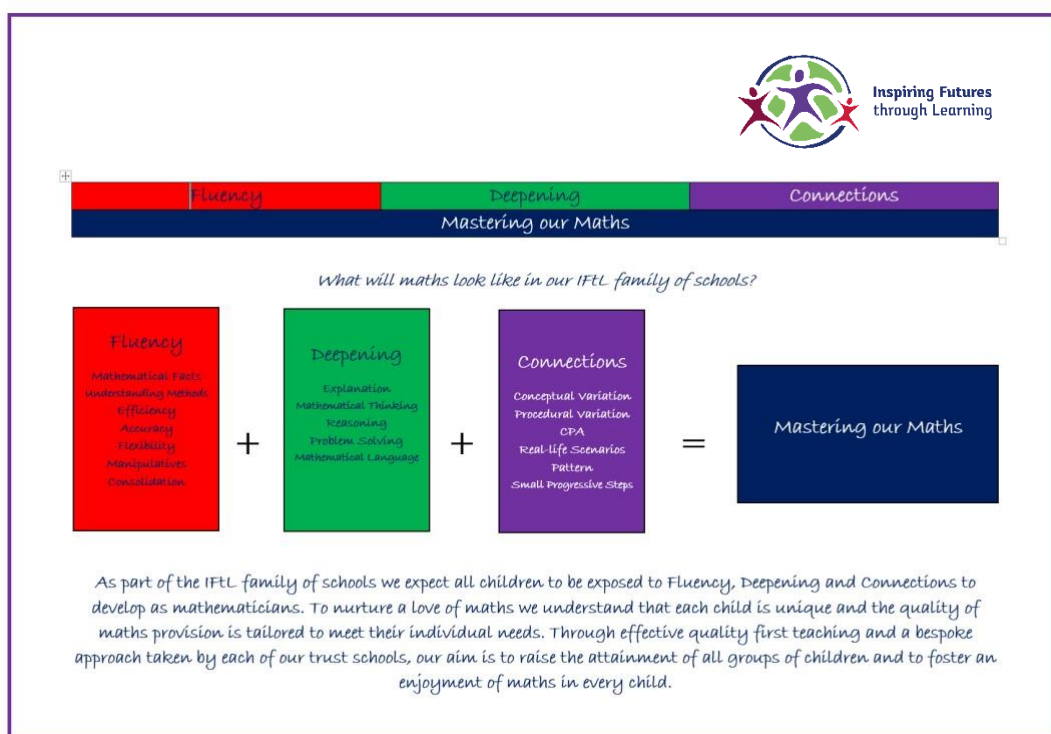 Inspiring Futures
through Learning
Fluency
Deepening
Connections
Mastering our Maths
What will maths look like in our IFtL family of schools?
Fluency
Mathematical Facts
Understanding Methods
Efficiency
Accuracy
Flexibility
Manipulatives
Consolidation
+
Deepening
Explanation
Mathematical Thinking
Reasoning
Problem Solving
Mathematical Language
+
Connections
Conceptual Variation
Procedural Variation
CPA
Real-life Scenarios
Pattern
Small Progressive Steps
=
Mastering our Maths
As part of the IFtL family of schools we expect all children to be exposed to Fluency, Deepening and Connections to
develop as mathematicians. To nurture a love of maths we understand that each child is unique and the quality of
maths provision is tailored to meet their individual needs. Through effective quality first teaching and a bespoke
approach taken by each of our trust schools, our aim is to raise the attainment of all groups of children and to foster an
enjoyment of maths in every child.